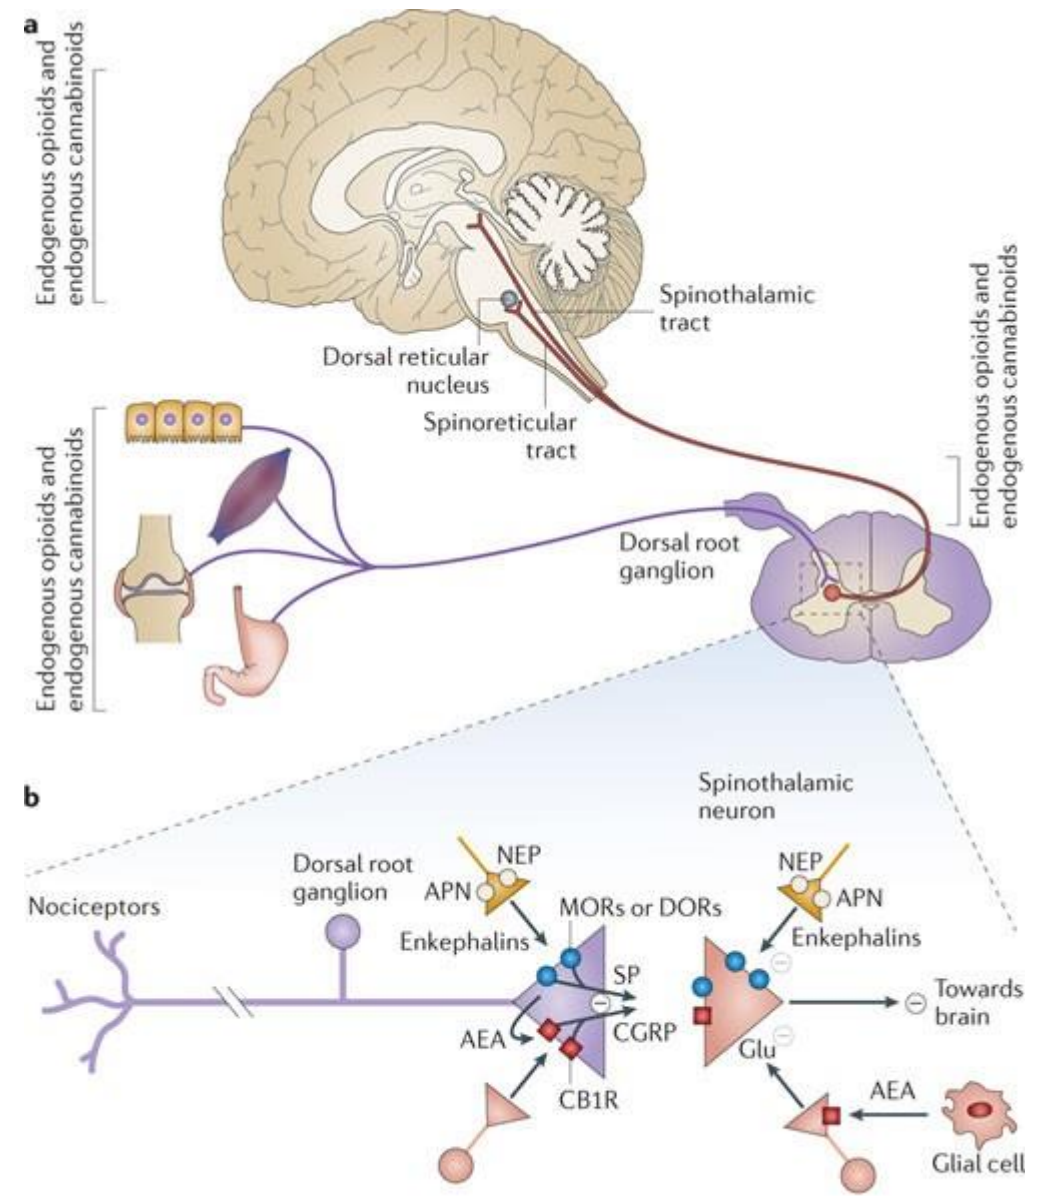 a
Endogenous opioids and
endogenous cannabinoids
Spinothalamic
tract
Dorsal reticular
nucleus
Spinoreticular
tract
Endogenous opioids and
endogenous cannabinoids
Endogenous opioids and
endogenous cannabinoids
Dorsal root
ganglion
b
Spinothalamic
neuron
Nociceptors
Dorsal root
ganglion
NEP
APN
Enkephalins
MORs or DORs
SP
CGRP
AEA
CB1R
NEP
APN
Enkephalins
Towards
brain
Glu
AEA
Glial cell